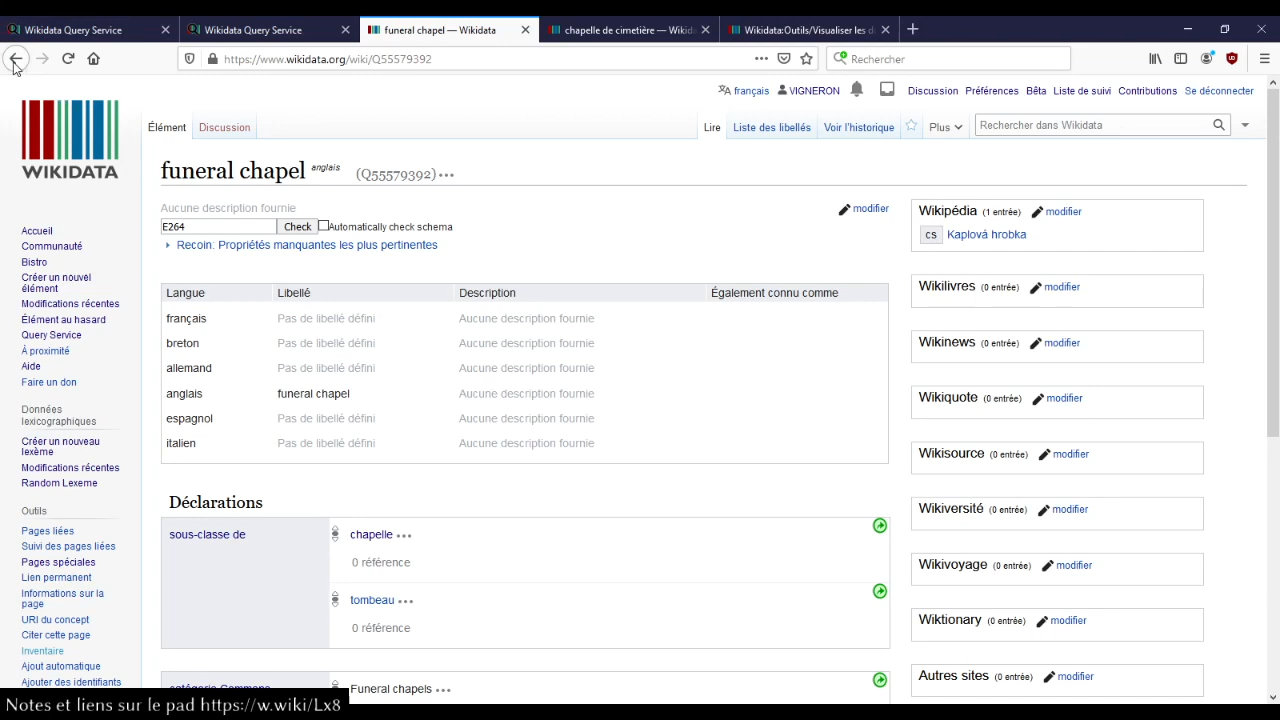 Wikidata Query Service
Wikidata Query Service
funeral chapel — Wikidata
chapelle de cimetière — Wikid
Wikidata:Outils/Visualiser les d
https://www.wikidata.org/wiki/Q55579392
Rechercher
français
VIGNERON
Discussion
Préférences
Bêta
Liste de suivi
Contributions
Se déconnecter
WIKIDATA
Élément
Discussion
Lire
Liste des libellés
Voir l'historique
Plus
Rechercher dans Wikidata
funeral chapel anglais (Q55579392)
Aucune description fournie
modifier
E264
Check
Automatically check schema
Recoin: Propriétés manquantes les plus pertinentes
Langue Libellé Description Également connu comme
français Pas de libellé défini Aucune description fournie
breton Pas de libellé défini Aucune description fournie
allemand Pas de libellé défini Aucune description fournie
anglais funeral chapel Aucune description fournie
espagnol Pas de libellé défini Aucune description fournie
italien Pas de libellé défini Aucune description fournie
Déclarations
sous-classe de
chapelle
0 référence
tombeau
0 référence
catégorie Commons
Funeral chapels
Wikipédia (1 entrée) modifier
cs Kaplová hrobka
Wikilivres (0 entrée) modifier
Wikinews (0 entrée) modifier
Wikiquote (0 entrée) modifier
Wikisource (0 entrée) modifier
Wikiversité (0 entrée) modifier
Wikivoyage (0 entrée) modifier
Wiktionary (0 entrée) modifier
Autres sites (0 entrée) modifier
Accueil
Communauté
Bistro
Créer un nouvel
élément
Modifications récentes
Élément au hasard
Query Service
À proximité
Aide
Faire un don
Données
lexicographiques
Créer un nouveau
lexème
Modifications récentes
Random Lexeme
Outils
Pages liées
Suivi des pages liées
Pages spéciales
Lien permanent
Informations sur la
page
URI du concept
Citer cette page
Inventaire
Ajout automatique
Ajouter des identifiants
Notes et liens sur le pad https://w.wiki/Lx8